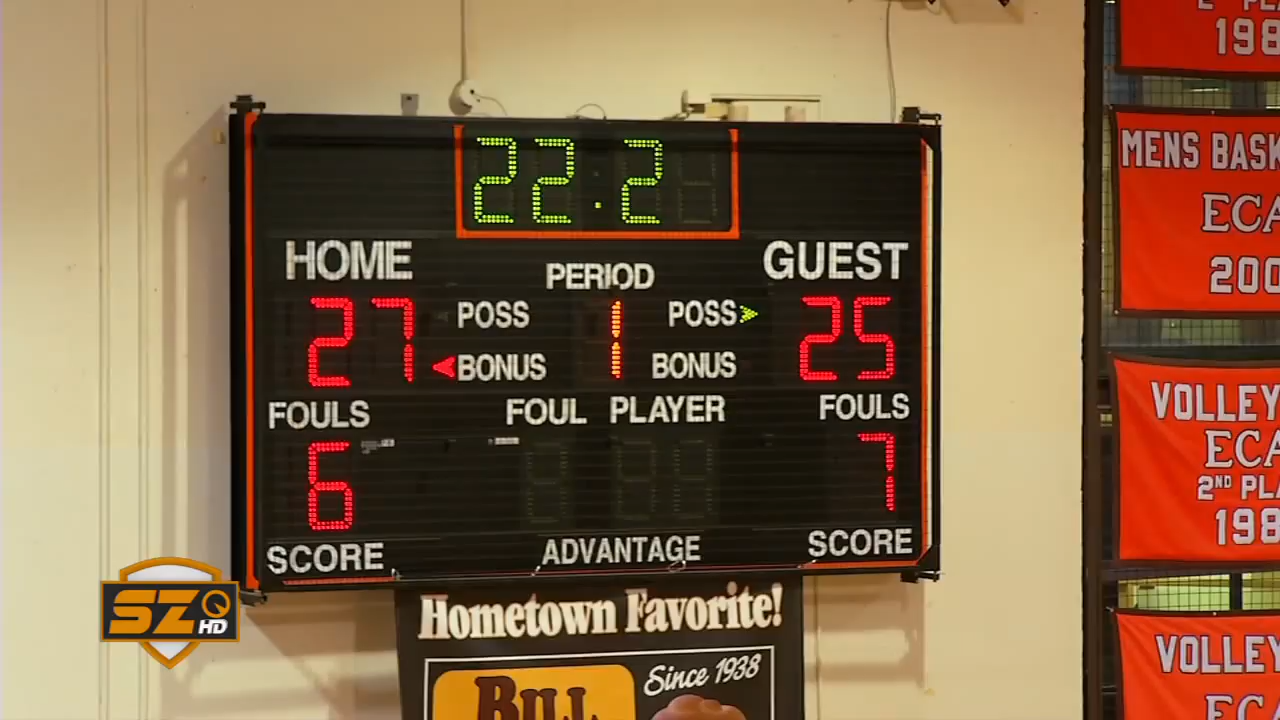 22.2
HOME
GUEST
PERIOD
27
POSS
1
POSS
25
BONUS
BONUS
FOULS
FOUL PLAYER
FOULS
6
7
SCORE
ADVANTAGE
SCORE
SZ HD
Hometown Favorite!
Since 1938
BILL
198
MENS BASK
ECA
200
VOLLEY
ECA
2ND PLA
198
VOLLEY
ECA